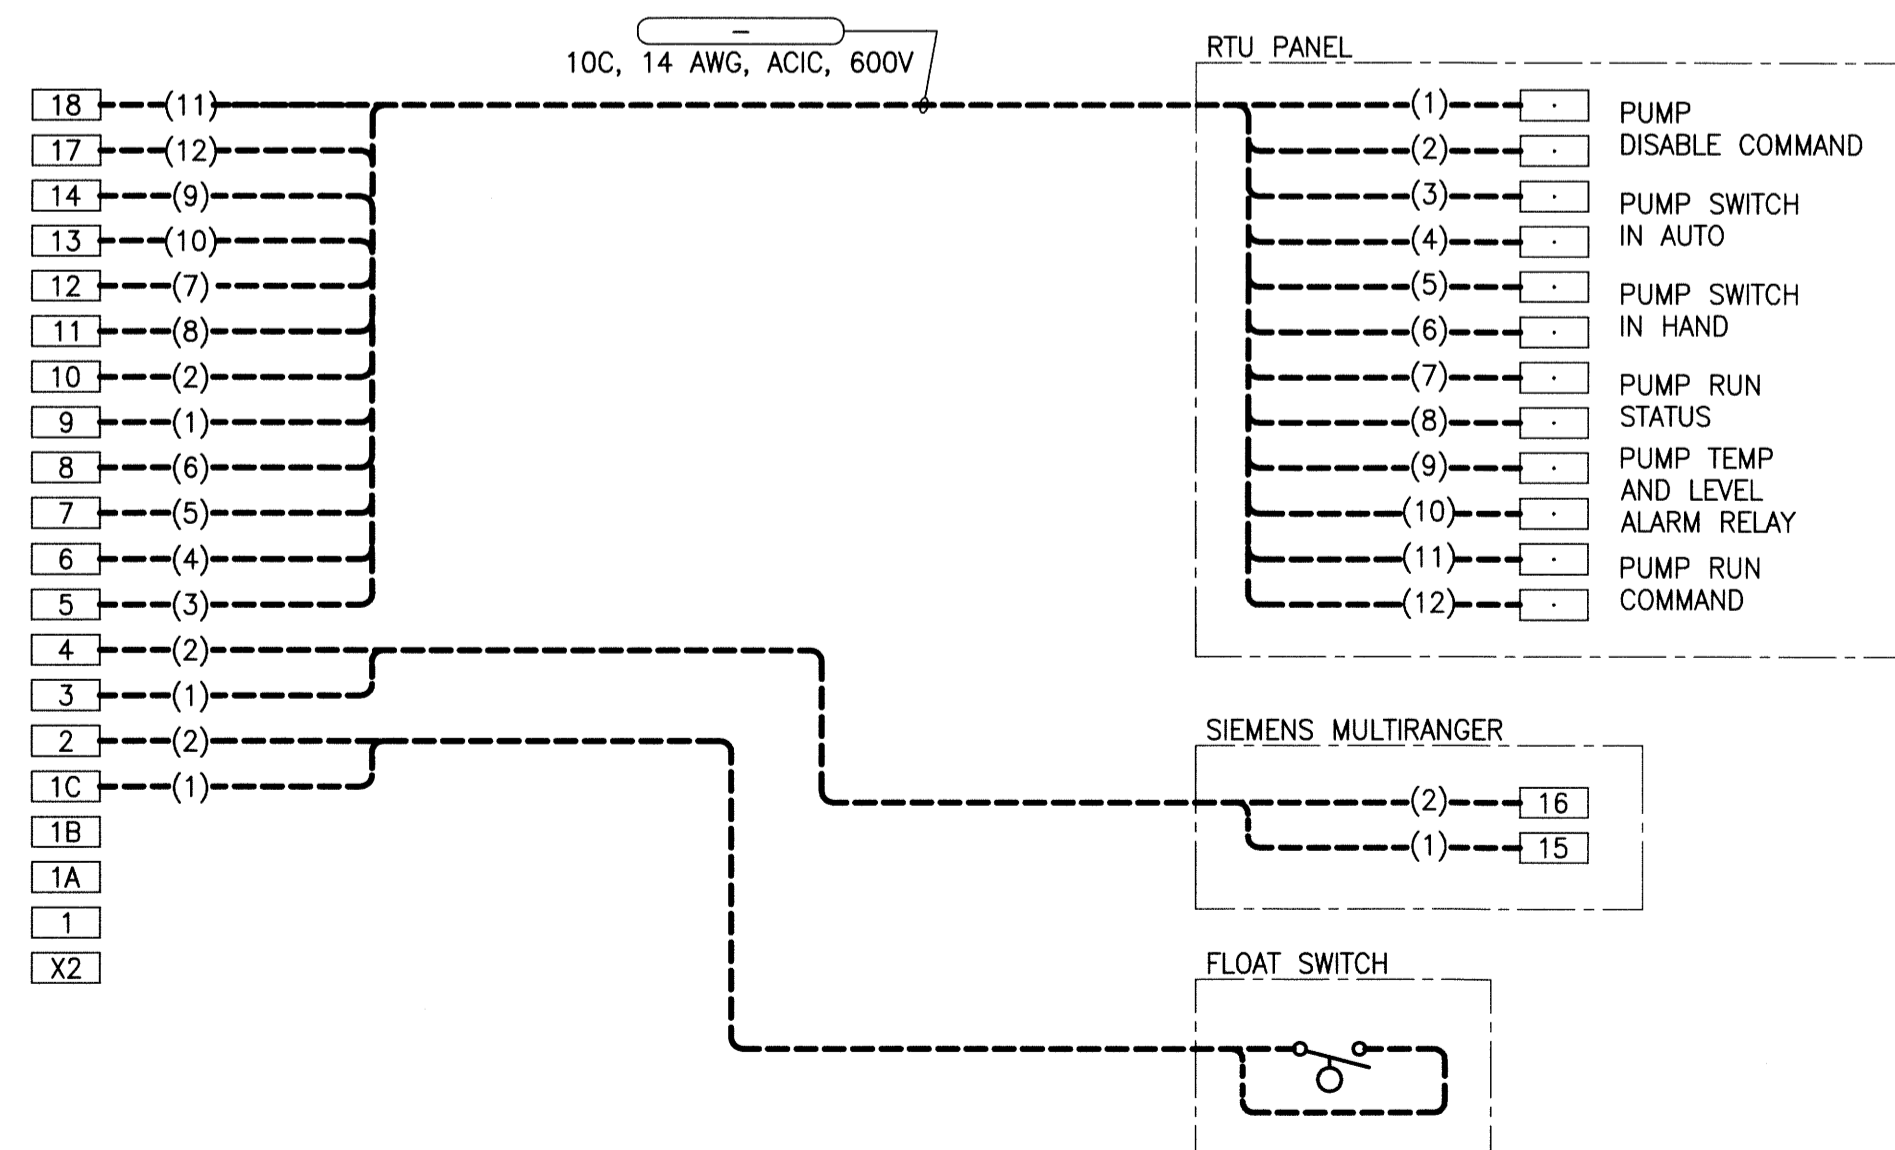 —
10C, 14 AWG, ACIC, 600V
18 (11)
17 (12)
14 (9)
13 (10)
12 (7)
11 (8)
10 (2)
9 (1)
8 (6)
7 (5)
6 (4)
5 (3)
4 (2)
3 (1)
2 (2)
1C (1)
1B
1A
1
X2
RTU PANEL
(1)
(2)
(3)
(4)
(5)
(6)
(7)
(8)
(9)
(10)
(11)
(12)
PUMP
DISABLE COMMAND
PUMP SWITCH
IN AUTO
PUMP SWITCH
IN HAND
PUMP RUN
STATUS
PUMP TEMP
AND LEVEL
ALARM RELAY
PUMP RUN
COMMAND
SIEMENS MULTIRANGER
(2) 16
(1) 15
FLOAT SWITCH